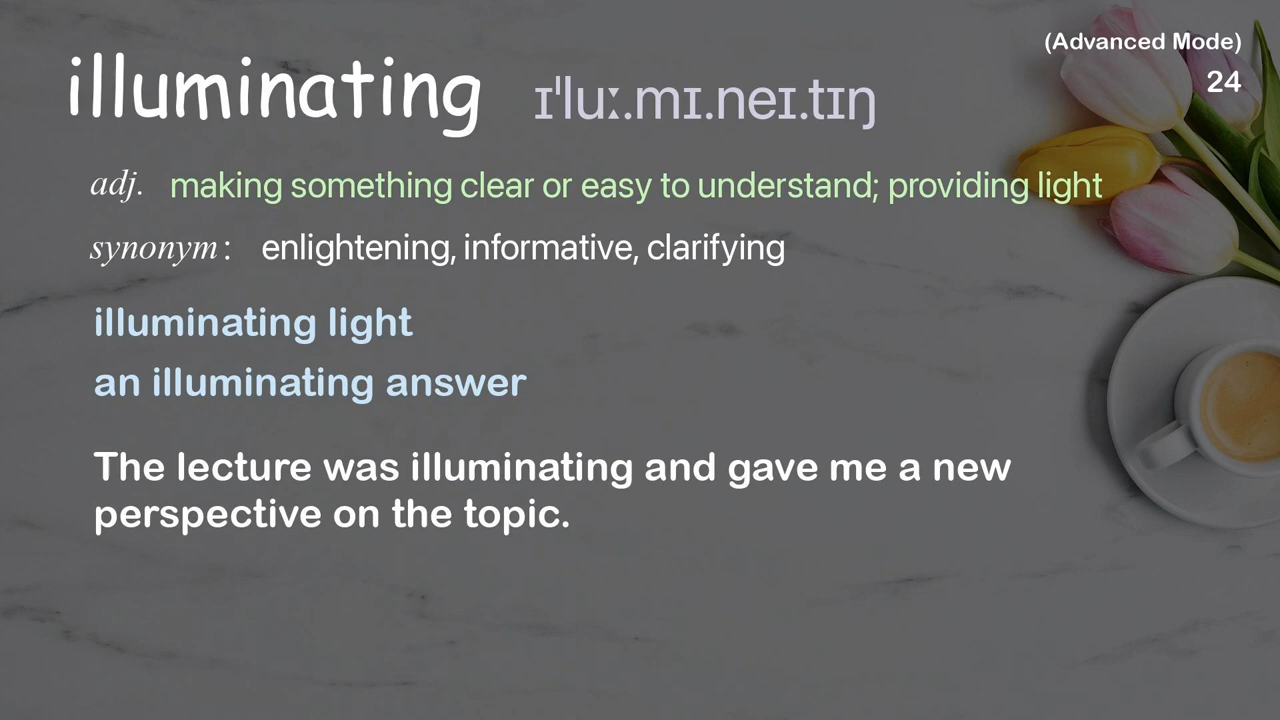 (Advanced Mode)
24
illuminating ɪˈluː.mɪ.neɪ.tɪŋ
adj. making something clear or easy to understand; providing light
synonym: enlightening, informative, clarifying
illuminating light
an illuminating answer
The lecture was illuminating and gave me a new
perspective on the topic.